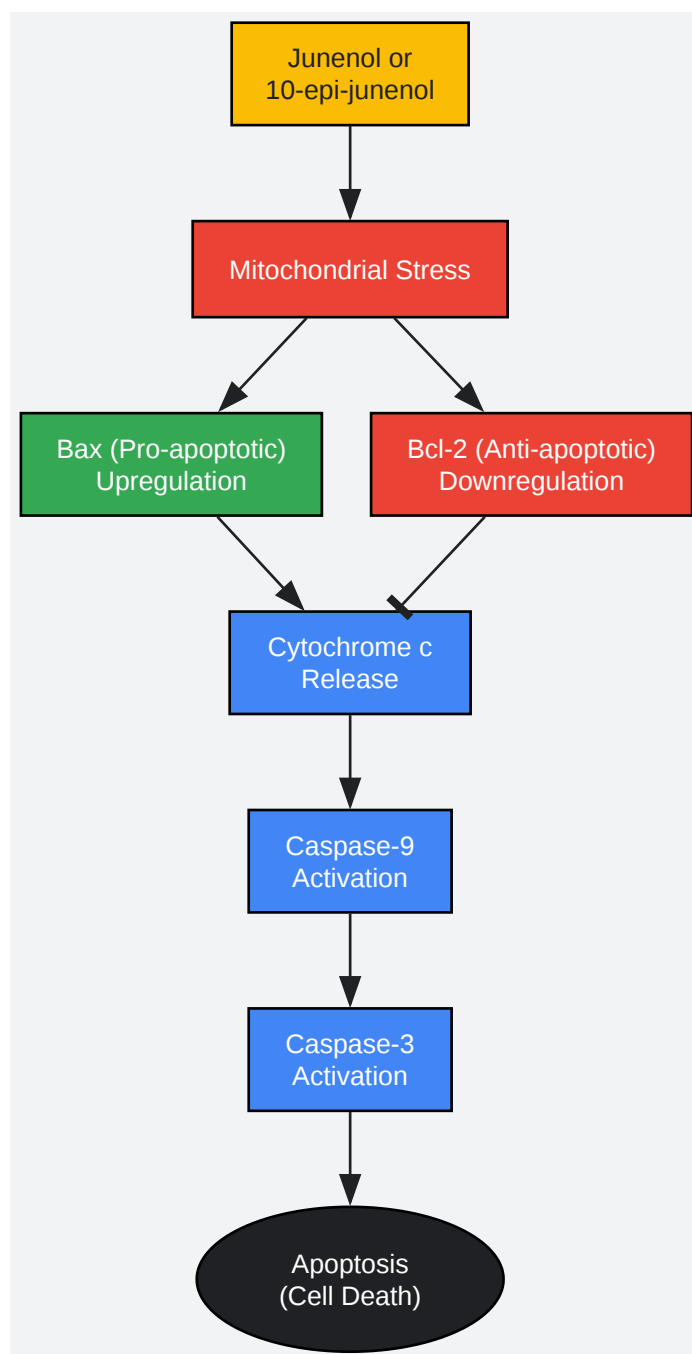 Junenol or
10-epi-junenol
Mitochondrial Stress
Bax (Pro-apoptotic)
Upregulation
Bcl-2 (Anti-apoptotic)
Downregulation
Cytochrome c
Release
Caspase-9
Activation
Caspase-3
Activation
Apoptosis
(Cell Death)